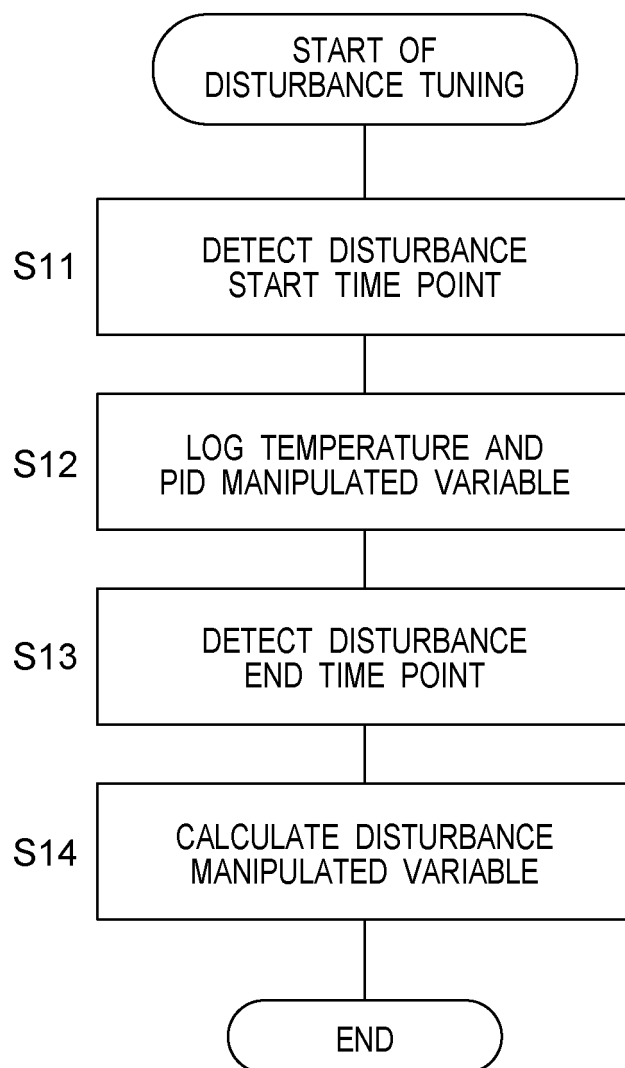 START OF
DISTURBANCE TUNING
S11
DETECT DISTURBANCE
START TIME POINT
S12
LOG TEMPERATURE AND
PID MANIPULATED VARIABLE
S13
DETECT DISTURBANCE
END TIME POINT
S14
CALCULATE DISTURBANCE
MANIPULATED VARIABLE
END